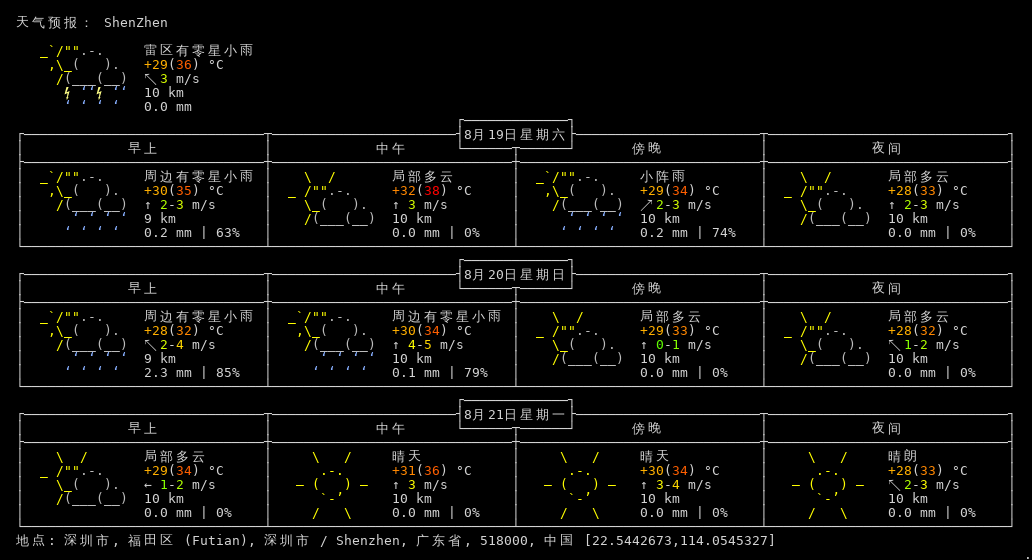 天气预报： ShenZhen
雷区有零星小雨
+29(36) °C
↖ 3 m/s
10 km
0.0 mm
8月19日星期六
早上 中午 傍晚 夜间
周边有零星小雨 局部多云 小阵雨 局部多云
+30(35) °C +32(38) °C +29(34) °C +28(33) °C
↑ 2-3 m/s ↑ 3 m/s ↗ 2-3 m/s ↑ 2-3 m/s
9 km 10 km 10 km 10 km
0.2 mm | 63% 0.0 mm | 0% 0.2 mm | 74% 0.0 mm | 0%
8月20日星期日
早上 中午 傍晚 夜间
周边有零星小雨 周边有零星小雨 局部多云 局部多云
+28(32) °C +30(34) °C +29(33) °C +28(32) °C
↖ 2-4 m/s ↑ 4-5 m/s ↑ 0-1 m/s ↖ 1-2 m/s
9 km 10 km 10 km 10 km
2.3 mm | 85% 0.1 mm | 79% 0.0 mm | 0% 0.0 mm | 0%
8月21日星期一
早上 中午 傍晚 夜间
局部多云 晴天 晴天 晴朗
+29(34) °C +31(36) °C +30(34) °C +28(33) °C
← 1-2 m/s ↑ 3 m/s ↑ 3-4 m/s ↖ 2-3 m/s
10 km 10 km 10 km 10 km
0.0 mm | 0% 0.0 mm | 0% 0.0 mm | 0% 0.0 mm | 0%
地点: 深圳市, 福田区 (Futian), 深圳市 / Shenzhen, 广东省, 518000, 中国 [22.5442673,114.0545327]